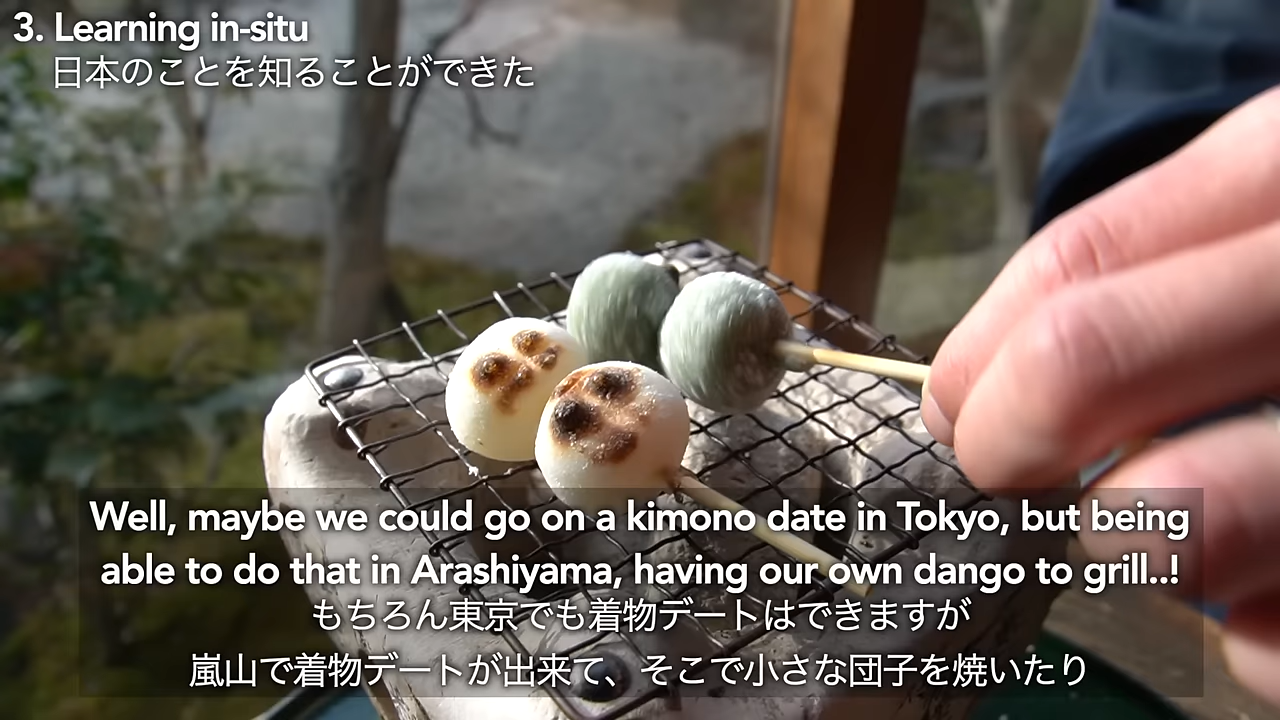 3. Learning in-situ
日本のことを知ることができた
Well, maybe we could go on a kimono date in Tokyo, but being
able to do that in Arashiyama, having our own dango to grill..!
もちろん東京でも着物デートはできますが
嵐山で着物デートが出来て、そこで小さな団子を焼いたり